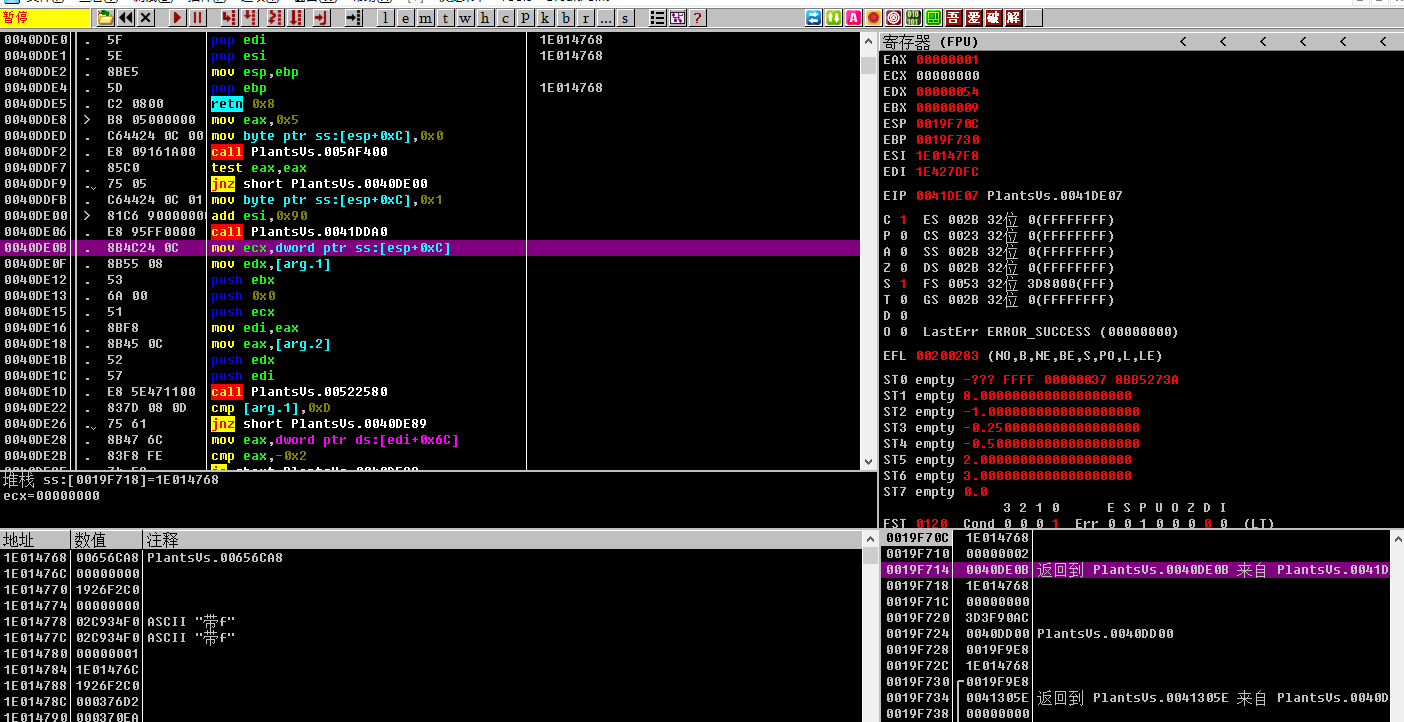 暂停
l e m t w h c p k b r ... s
?
A
吾 爱 破 解
0040DDE0 . 5F pop edi 1E014768
0040DDE1 . 5E pop esi 1E014768
0040DDE2 . 8BE5 mov esp,ebp
0040DDE4 . 5D pop ebp 1E014768
0040DDE5 . C2 0800 retn 0x8
0040DDE8 > B8 05000000 mov eax,0x5
0040DDED . C64424 0C 00 mov byte ptr ss:[esp+0xC],0x0
0040DDF2 . E8 09161A00 call PlantsVs.005AF400
0040DDF7 . 85C0 test eax,eax
0040DDF9 . 75 05 jnz short PlantsVs.0040DE00
0040DDFB . C64424 0C 01 mov byte ptr ss:[esp+0xC],0x1
0040DE00 > 81C6 90000000 add esi,0x90
0040DE06 . E8 95FF0000 call PlantsVs.0041DDA0
0040DE0B . 8B4C24 0C mov ecx,dword ptr ss:[esp+0xC]
0040DE0F . 8B55 08 mov edx,[arg.1]
0040DE12 . 53 push ebx
0040DE13 . 6A 00 push 0x0
0040DE15 . 51 push ecx
0040DE16 . 8BF8 mov edi,eax
0040DE18 . 8B45 0C mov eax,[arg.2]
0040DE1B . 52 push edx
0040DE1C . 57 push edi
0040DE1D . E8 5E471100 call PlantsVs.00522580
0040DE22 . 837D 08 0D cmp [arg.1],0xD
0040DE26 . 75 61 jnz short PlantsVs.0040DE89
0040DE28 . 8B47 6C mov eax,dword ptr ds:[edi+0x6C]
0040DE2B . 83F8 FE cmp eax,-0x2
堆栈 ss:[0019F718]=1E014768
ecx=00000000
寄存器 (FPU) < < < < < <
EAX 00000001
ECX 00000000
EDX 00000054
EBX 00000009
ESP 0019F70C
EBP 0019F730
ESI 1E0147F8
EDI 1E427DFC
EIP 0041DE07 PlantsVs.0041DE07
C 1 ES 002B 32位 0(FFFFFFFF)
P 0 CS 0023 32位 0(FFFFFFFF)
A 0 SS 002B 32位 0(FFFFFFFF)
Z 0 DS 002B 32位 0(FFFFFFFF)
S 1 FS 0053 32位 3D8000(FFF)
T 0 GS 002B 32位 0(FFFFFFFF)
D 0
O 0 LastErr ERROR_SUCCESS (00000000)
EFL 00200283 (NO,B,NE,BE,S,PO,L,LE)
ST0 empty -??? FFFF 00000037 8BB5273A
ST1 empty 8.0000000000000000000
ST2 empty -1.0000000000000000000
ST3 empty -0.2500000000000000000
ST4 empty -0.5000000000000000000
ST5 empty 2.0000000000000000000
ST6 empty 3.0000000000000000000
ST7 empty 0.0
3 2 1 0 E S P U O Z D I
FST 0120 Cond 0 0 0 1 Err 0 0 1 0 0 0 0 0 (LT)
地址 数值 注释
1E014768 00656CA8 PlantsVs.00656CA8
1E01476C 00000000
1E014770 1926F2C0
1E014774 00000000
1E014778 02C934F0 ASCII "带f"
1E01477C 02C934F0 ASCII "带f"
1E014780 00000001
1E014784 1E01476C
1E014788 1926F2C0
1E01478C 000376D2
1E014790 000370EA
0019F70C 1E014768
0019F710 00000002
0019F714 0040DE0B 返回到 PlantsVs.0040DE0B 来自 PlantsVs.0041D
0019F718 1E014768
0019F71C 00000000
0019F720 3D3F90AC
0019F724 0040DD00 PlantsVs.0040DD00
0019F728 0019F9E8
0019F72C 1E014768
0019F730 0019F9E8
0019F734 0041305E 返回到 PlantsVs.0041305E 来自 PlantsVs.0040D
0019F738 00000000